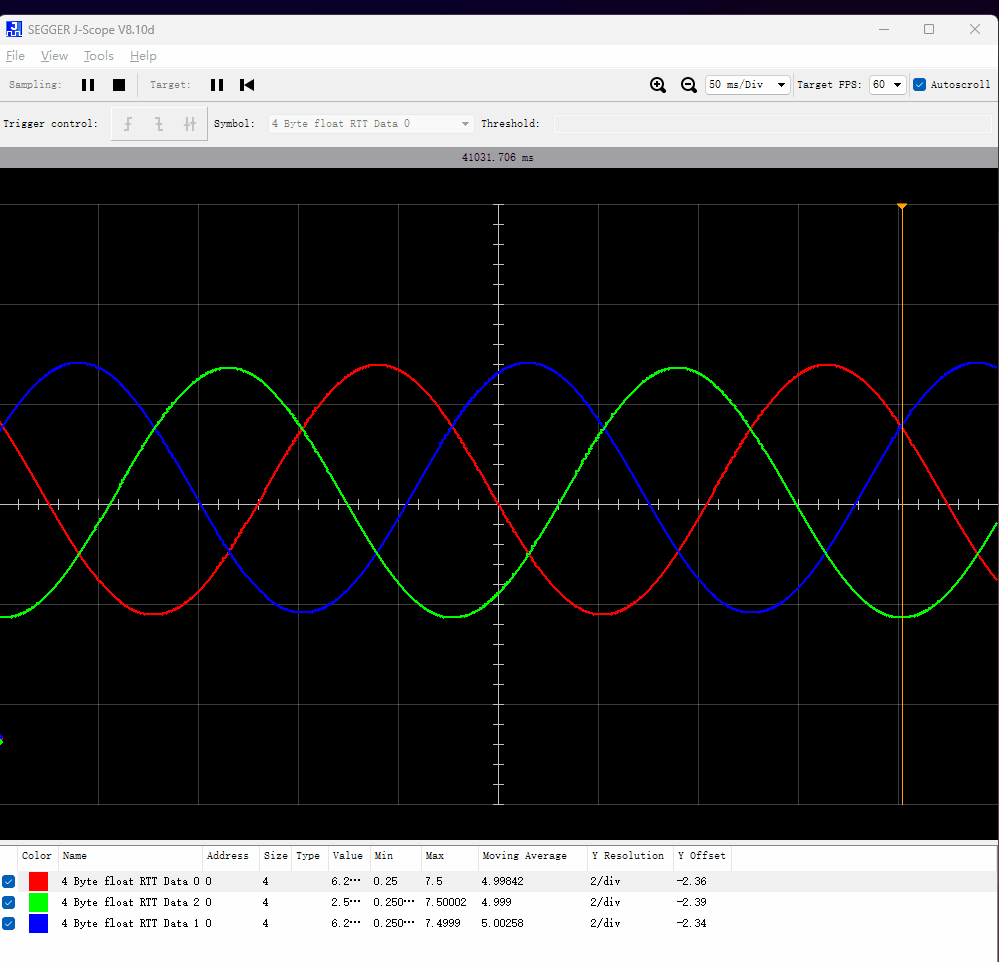 SEGGER J-Scope V8.10d
File View Tools Help
Sampling: Target: 50 ms/Div Target FPS: 60 Autoscroll
Trigger control: Symbol: 4 Byte float RTT Data 0 Threshold:
41031.706 ms
Color Name Address Size Type Value Min Max Moving Average Y Resolution Y Offset
4 Byte float RTT Data 0 0 4 6.2··· 0.25 7.5 4.99842 2/div -2.36
4 Byte float RTT Data 2 0 4 2.5··· 0.250··· 7.50002 4.999 2/div -2.39
4 Byte float RTT Data 1 0 4 6.2··· 0.250··· 7.4999 5.00258 2/div -2.34